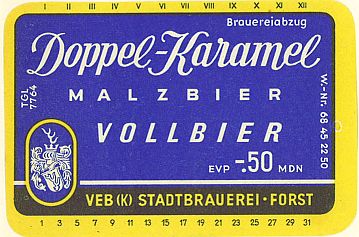 I II III IV V VI VII VIII IX X XI XII
Brauereiabzug
Doppel-Karamel
TGL 7764
MALZBIER
VOLLBIER
EVP -.50 MDN
W.-Nr. 68 45 22 50
VEB (K) STADTBRAUEREI · FORST
1 3 5 7 9 11 13 15 17 19 21 23 25 27 29 31